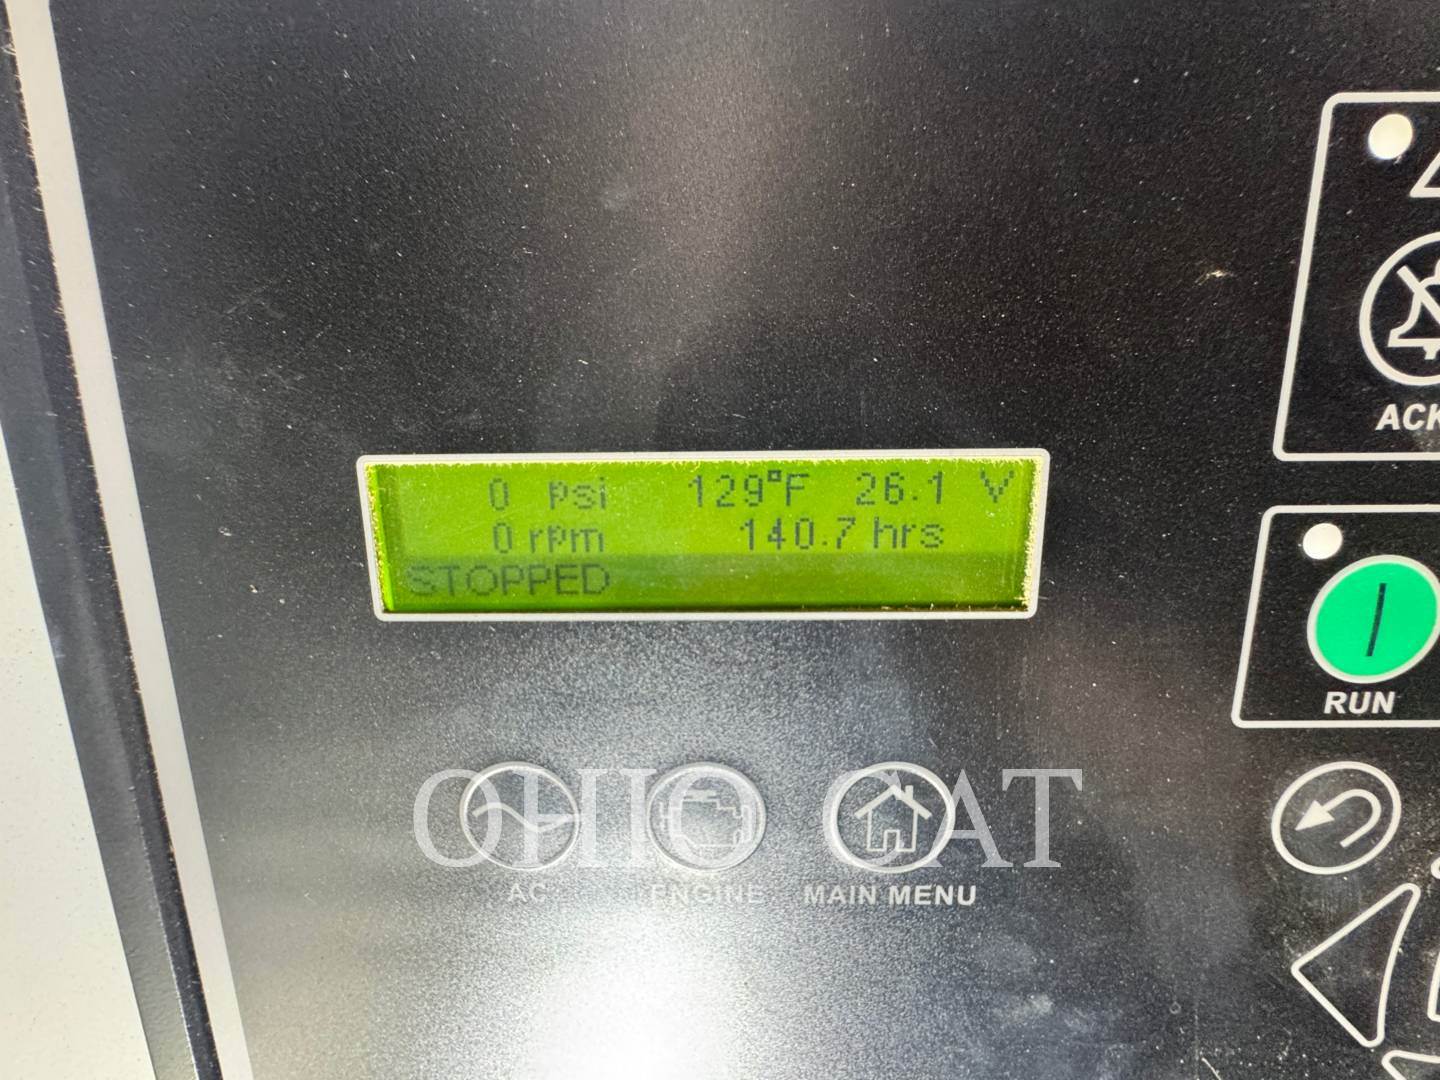 0 psi 129°F 26.1 V
0 rpm 140.7 hrs
STOPPED
ACK
RUN
OHIO CAT
AC ENGINE MAIN MENU